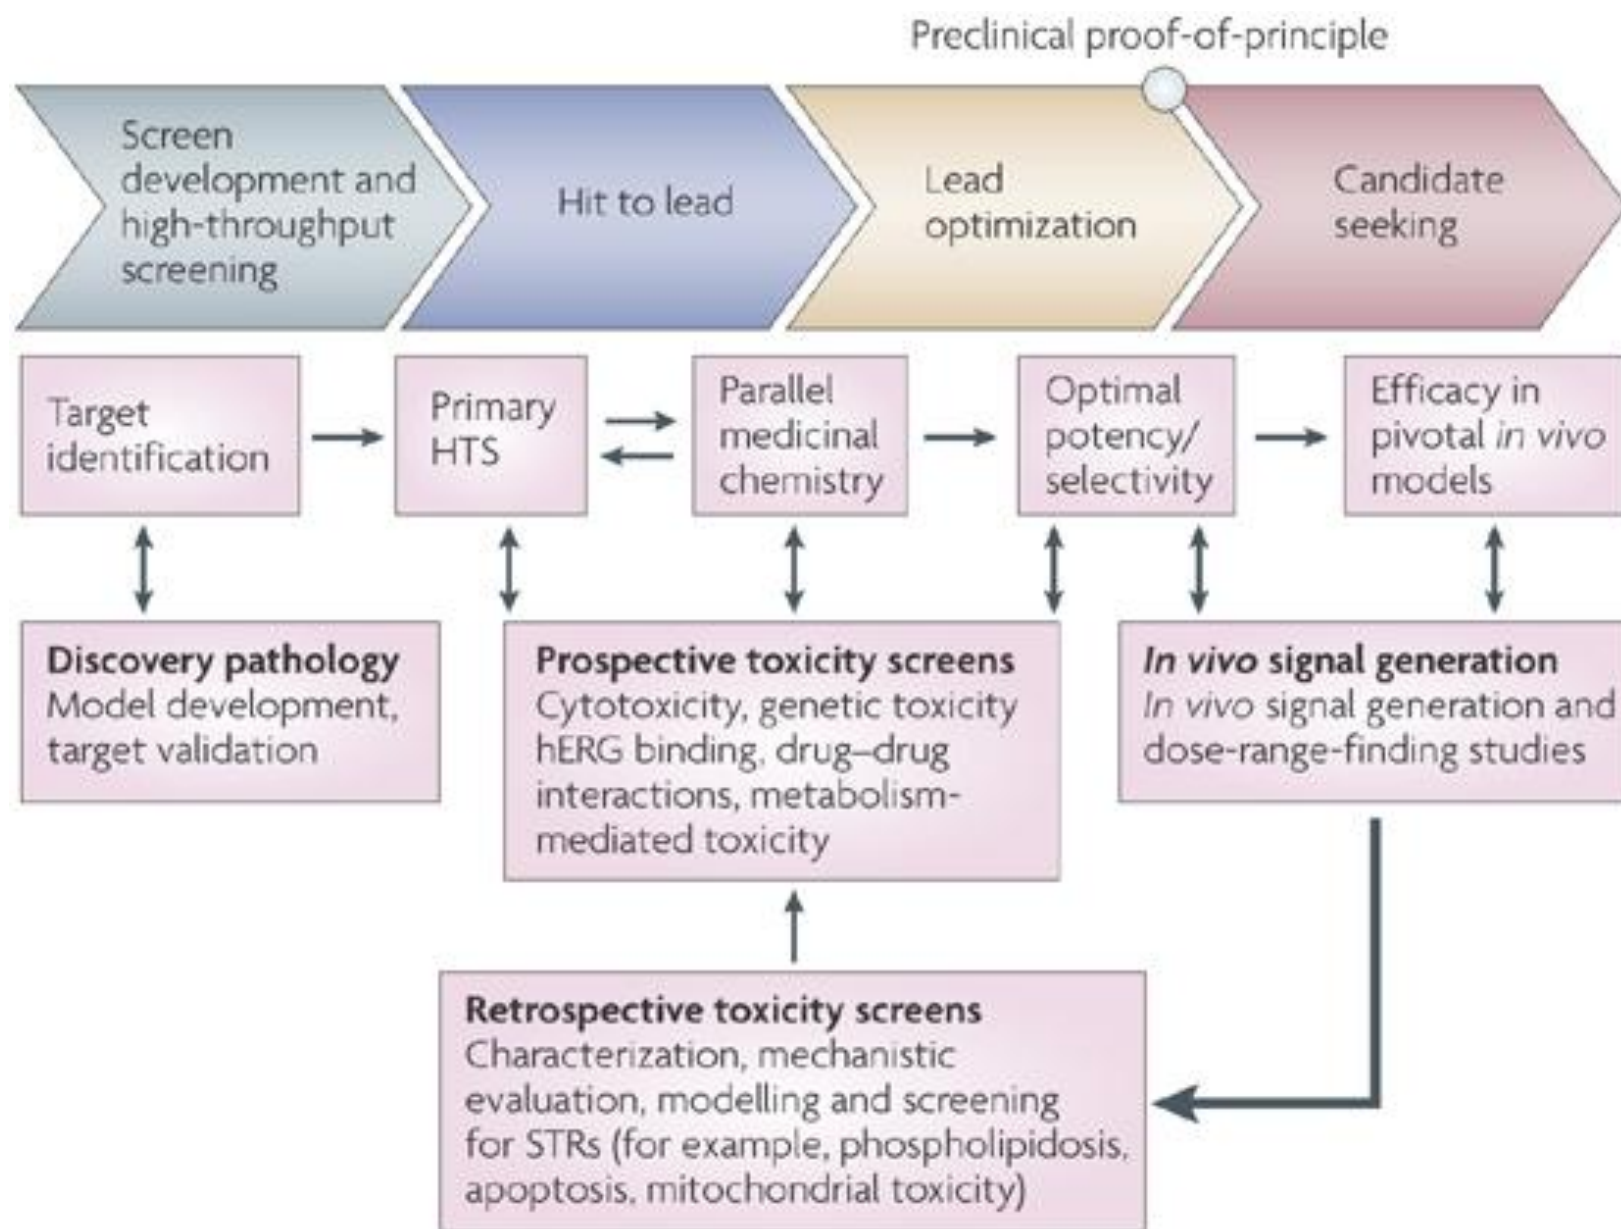 Preclinical proof-of-principle
Screen
development and
high-throughput
screening
Hit to lead
Lead
optimization
Candidate
seeking
Target
identification
Primary
HTS
Parallel
medicinal
chemistry
Optimal
potency/
selectivity
Efficacy in
pivotal in vivo
models
Discovery pathology
Model development,
target validation
Prospective toxicity screens
Cytotoxicity, genetic toxicity
hERG binding, drug–drug
interactions, metabolism-
mediated toxicity
In vivo signal generation
In vivo signal generation and
dose-range-finding studies
Retrospective toxicity screens
Characterization, mechanistic
evaluation, modelling and screening
for STRs (for example, phospholipidosis,
apoptosis, mitochondrial toxicity)